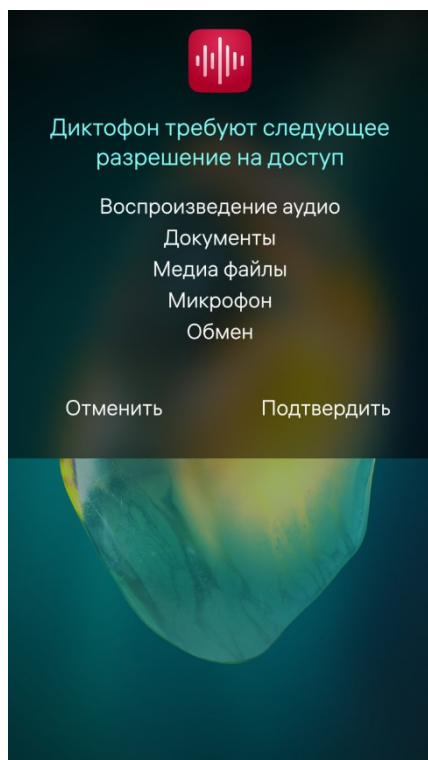 Диктофон требуют следующее
разрешение на доступ
Воспроизведение аудио
Документы
Медиа файлы
Микрофон
Обмен
Отменить Подтвердить